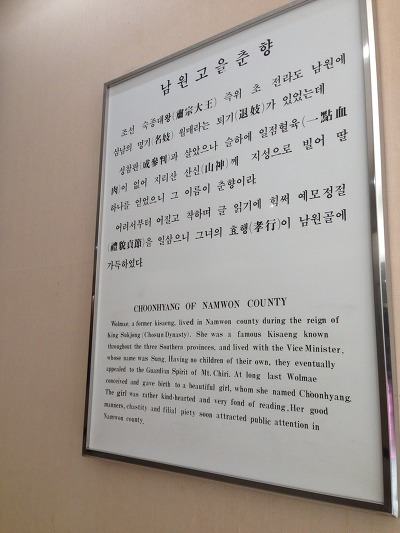 남원고을춘향
조선 숙종대왕(肅宗大王) 즉위 초 전라도 남원에
삼남의 명기(名妓) 월매라는 퇴기(退妓)가 있었는데
성참판(成參判)과 살았으나 슬하에 일점혈육(一點血
肉)이 없어 지리산 산신(山神)께 지성으로 빌어 딸
하나를 얻었으니 그 이름이 춘향이라
어려서부터 어질고 착하며 글 읽기에 힘써 예모정절
(禮貌貞節)을 일삼으니 그녀의 효행(孝行)이 남원골에
가득하였다
CHOONHYANG OF NAMWON COUNTY
Wolmae, a former kisaeng, lived in Namwon county during the reign of
King Sukjong (Chosun Dynasty). She was a famous Kisaeng known
throughout the three Southern provinces, and lived with the Vice Minister,
whose name was Sung. Having no children of their own, they eventually
appealed to the Guardian Spirit of Mt. Chiri. At long last Wolmae
conceived and gave birth to a beautiful girl, whom she named Choonhyang.
The girl was rather kind-hearted and very fond of reading. Her good
manners, chastity and filial piety soon attracted public attention in
Namwon county.